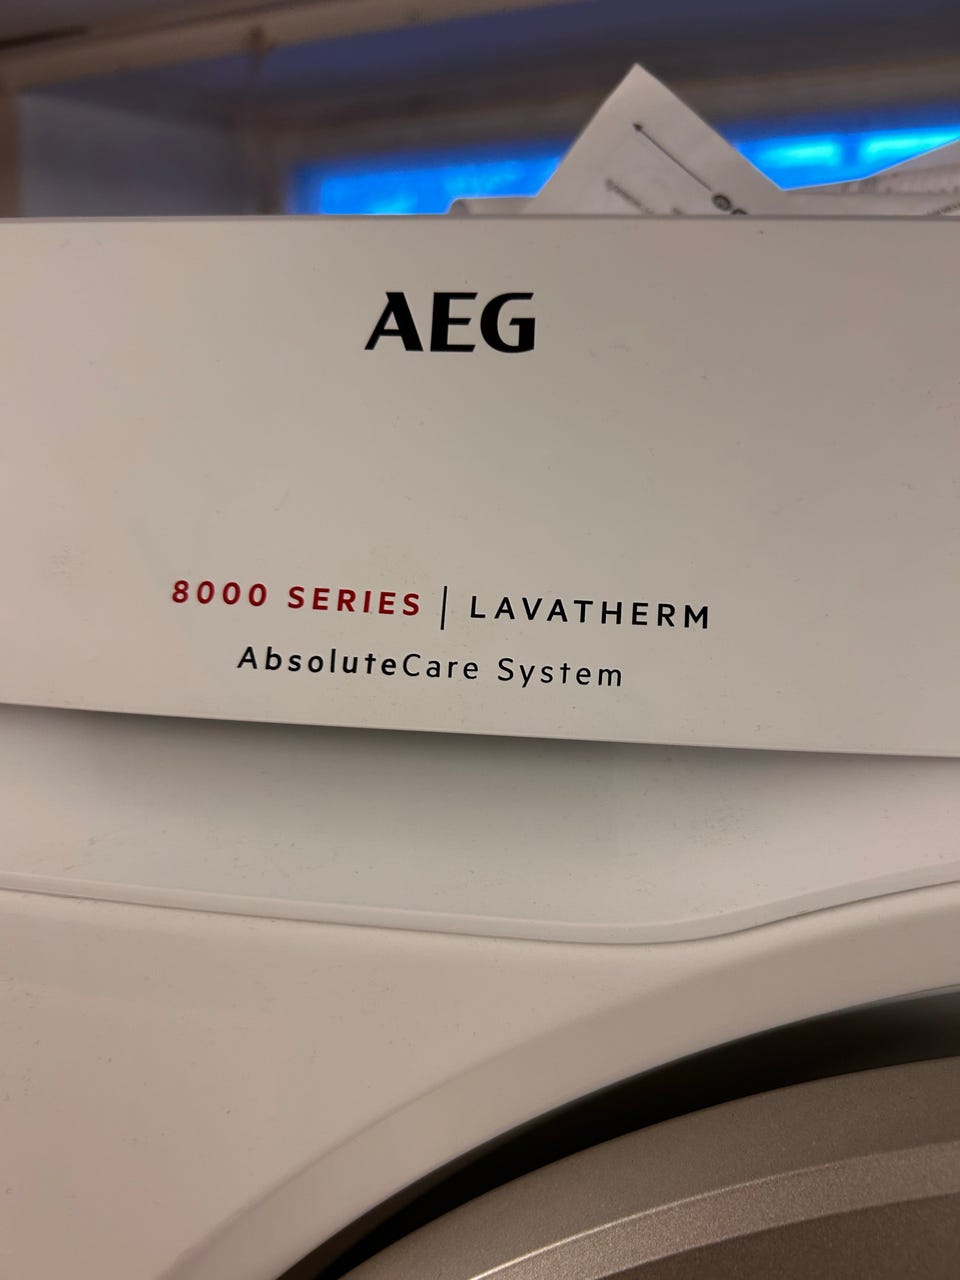 AEG
8000 SERIES | LAVATHERM
AbsoluteCare System